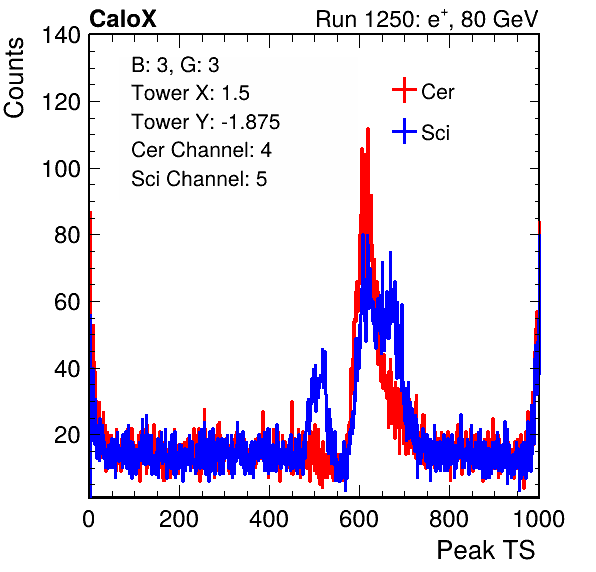 CaloX Run 1250: e⁺, 80 GeV
Counts
140
120
100
80
60
40
20
B: 3, G: 3
Tower X: 1.5
Tower Y: -1.875
Cer Channel: 4
Sci Channel: 5
Cer
Sci
0 200 400 600 800 1000
Peak TS